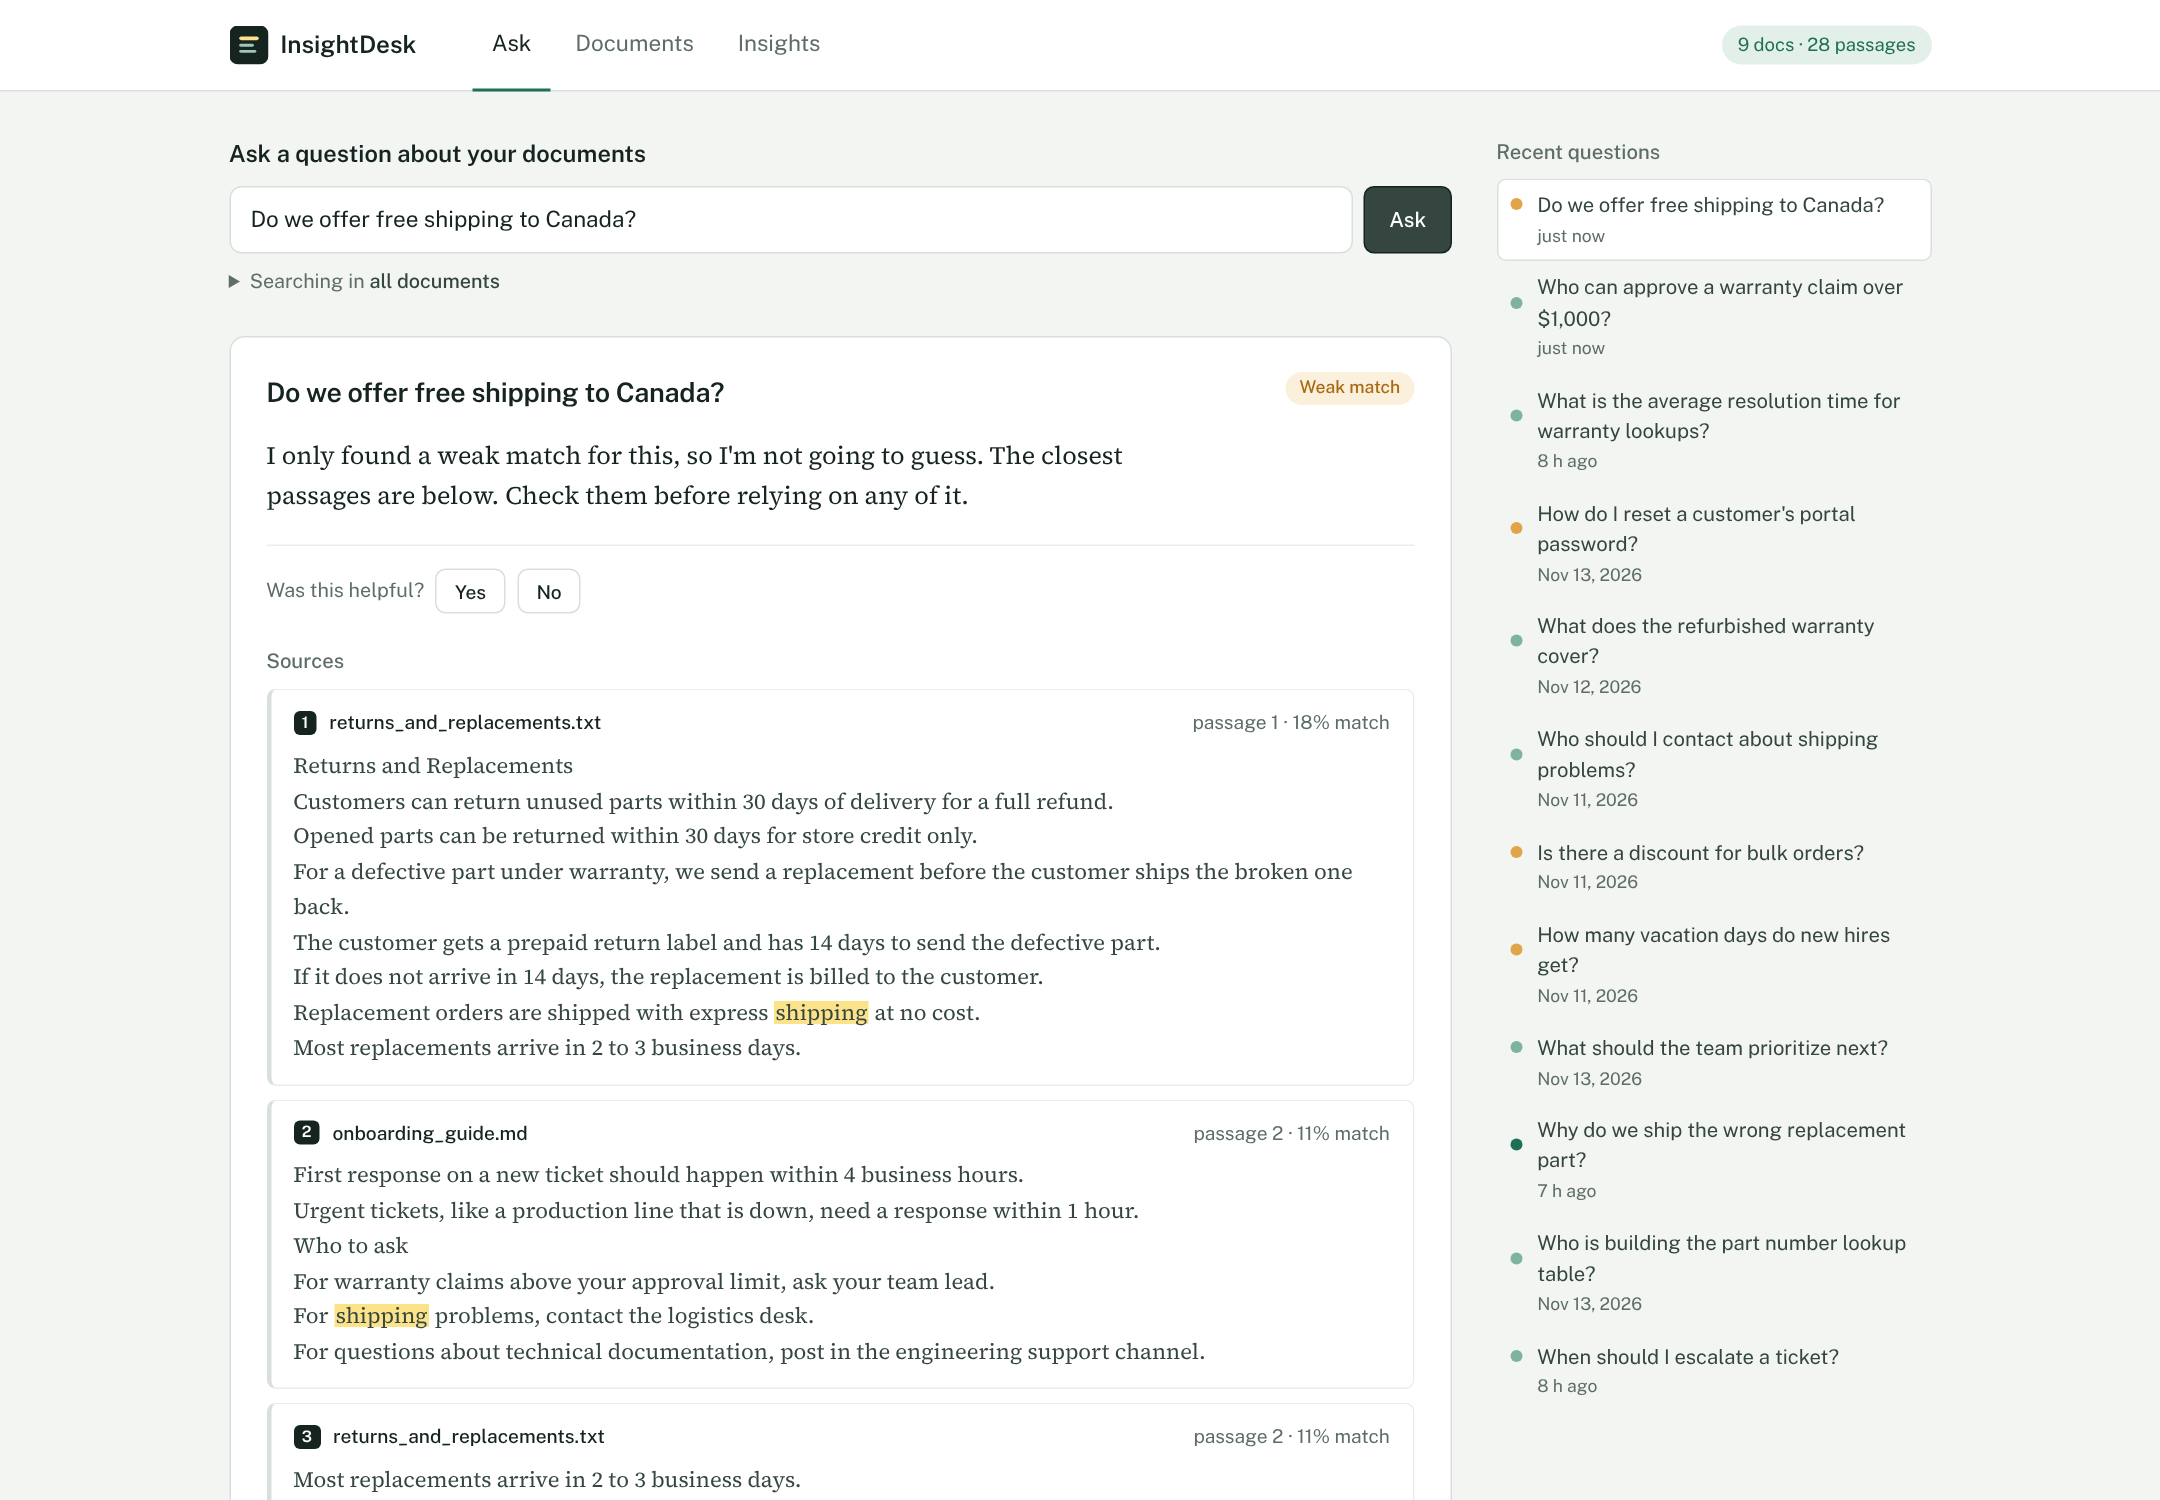 InsightDesk
Ask
Documents
Insights
9 docs · 28 passages
Ask a question about your documents
Do we offer free shipping to Canada?
Ask
Searching in all documents
Do we offer free shipping to Canada?
Weak match
I only found a weak match for this, so I'm not going to guess. The closest
passages are below. Check them before relying on any of it.
Was this helpful?
Yes
No
Sources
1 returns_and_replacements.txt
passage 1 · 18% match
Returns and Replacements
Customers can return unused parts within 30 days of delivery for a full refund.
Opened parts can be returned within 30 days for store credit only.
For a defective part under warranty, we send a replacement before the customer ships the broken one
back.
The customer gets a prepaid return label and has 14 days to send the defective part.
If it does not arrive in 14 days, the replacement is billed to the customer.
Replacement orders are shipped with express shipping at no cost.
Most replacements arrive in 2 to 3 business days.
2 onboarding_guide.md
passage 2 · 11% match
First response on a new ticket should happen within 4 business hours.
Urgent tickets, like a production line that is down, need a response within 1 hour.
Who to ask
For warranty claims above your approval limit, ask your team lead.
For shipping problems, contact the logistics desk.
For questions about technical documentation, post in the engineering support channel.
3 returns_and_replacements.txt
passage 2 · 11% match
Most replacements arrive in 2 to 3 business days.
Recent questions
Do we offer free shipping to Canada?
just now
Who can approve a warranty claim over
$1,000?
just now
What is the average resolution time for
warranty lookups?
8 h ago
How do I reset a customer's portal
password?
Nov 13, 2026
What does the refurbished warranty
cover?
Nov 12, 2026
Who should I contact about shipping
problems?
Nov 11, 2026
Is there a discount for bulk orders?
Nov 11, 2026
How many vacation days do new hires
get?
Nov 11, 2026
What should the team prioritize next?
Nov 13, 2026
Why do we ship the wrong replacement
part?
7 h ago
Who is building the part number lookup
table?
Nov 13, 2026
When should I escalate a ticket?
8 h ago